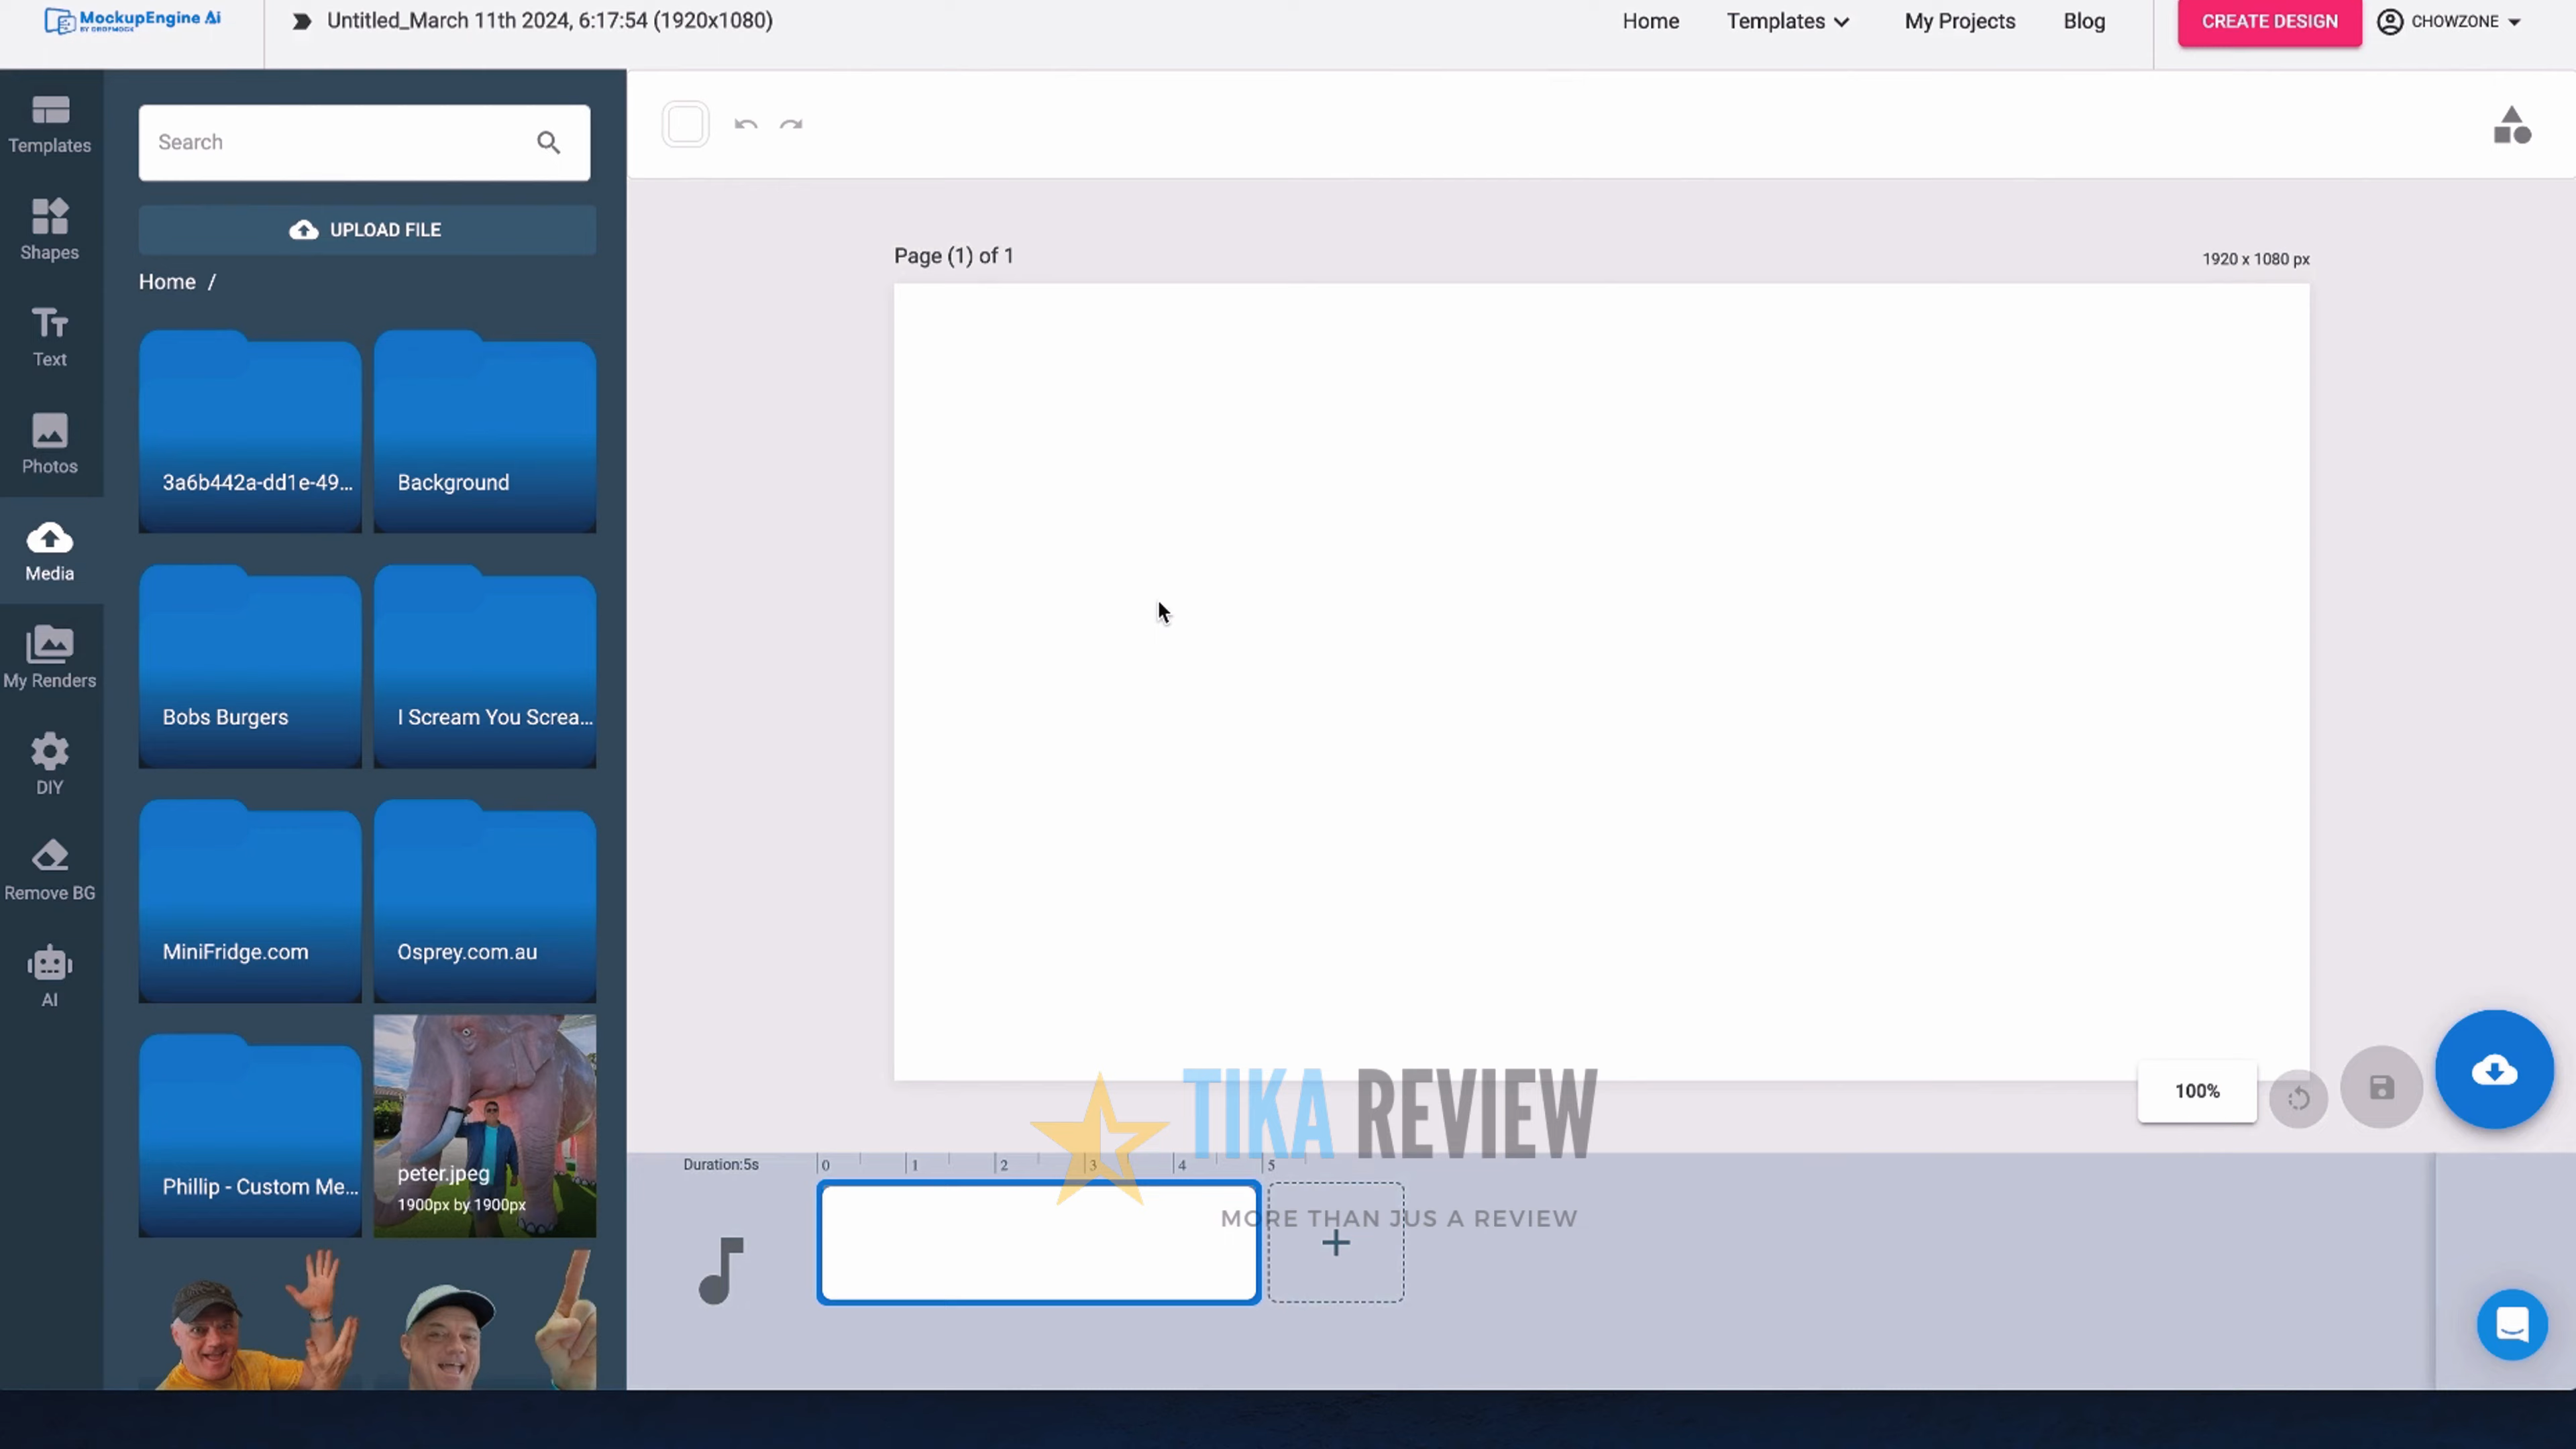 MockupEngine Ai
BY DROPMOCK
Untitled_March 11th 2024, 6:17:54 (1920x1080)
Home
Templates
My Projects
Blog
CREATE DESIGN
CHOWZONE
Templates
Shapes
Text
Photos
Media
My Renders
DIY
Remove BG
AI
Search
UPLOAD FILE
Home /
3a6b442a-dd1e-49...
Background
Bobs Burgers
I Scream You Screa...
MiniFridge.com
Osprey.com.au
Phillip - Custom Me...
peter.jpeg
1900px by 1900px
Page (1) of 1
1920 x 1080 px
100%
TIKA REVIEW
MORE THAN JUS A REVIEW
Duration:5s
0 1 2 3 4 5